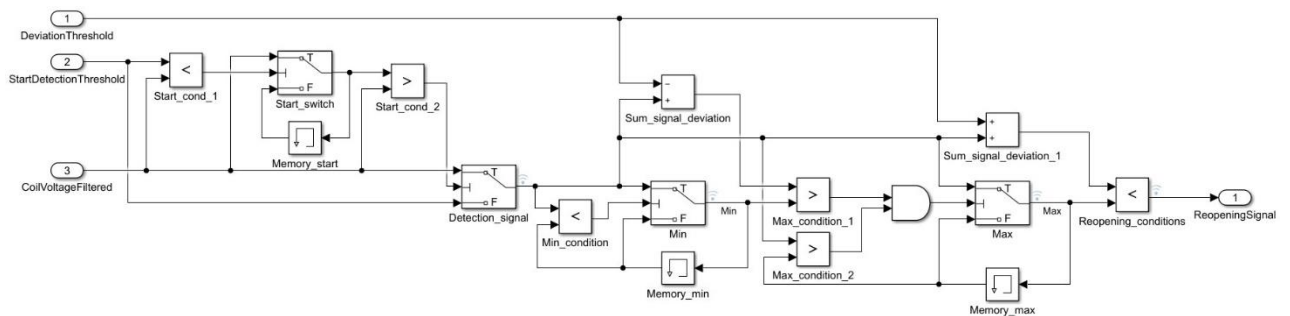 1
DeviationThreshold
2
StartDetectionThreshold
<
Start_cond_1
T
F
Start_switch
>
Start_cond_2
Memory_start
3
CoilVoltageFiltered
T
F
Detection_signal
−
+
Sum_signal_deviation
<
Min_condition
T
F
Min
Min
Memory_min
>
Max_condition_1
>
Max_condition_2
+
+
Sum_signal_deviation_1
T
F
Max
Max
Memory_max
<
Reopening_conditions
1
ReopeningSignal